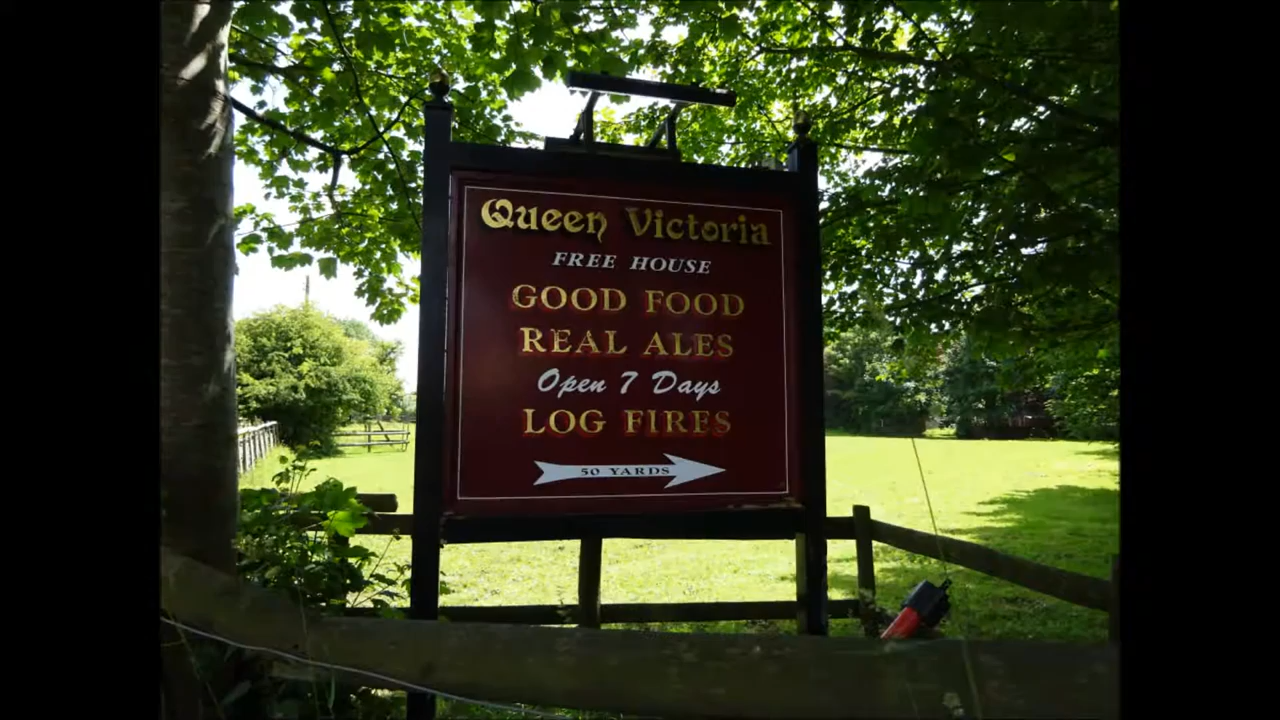 Queen Victoria
FREE HOUSE
GOOD FOOD
REAL ALES
Open 7 Days
LOG FIRES
50 YARDS